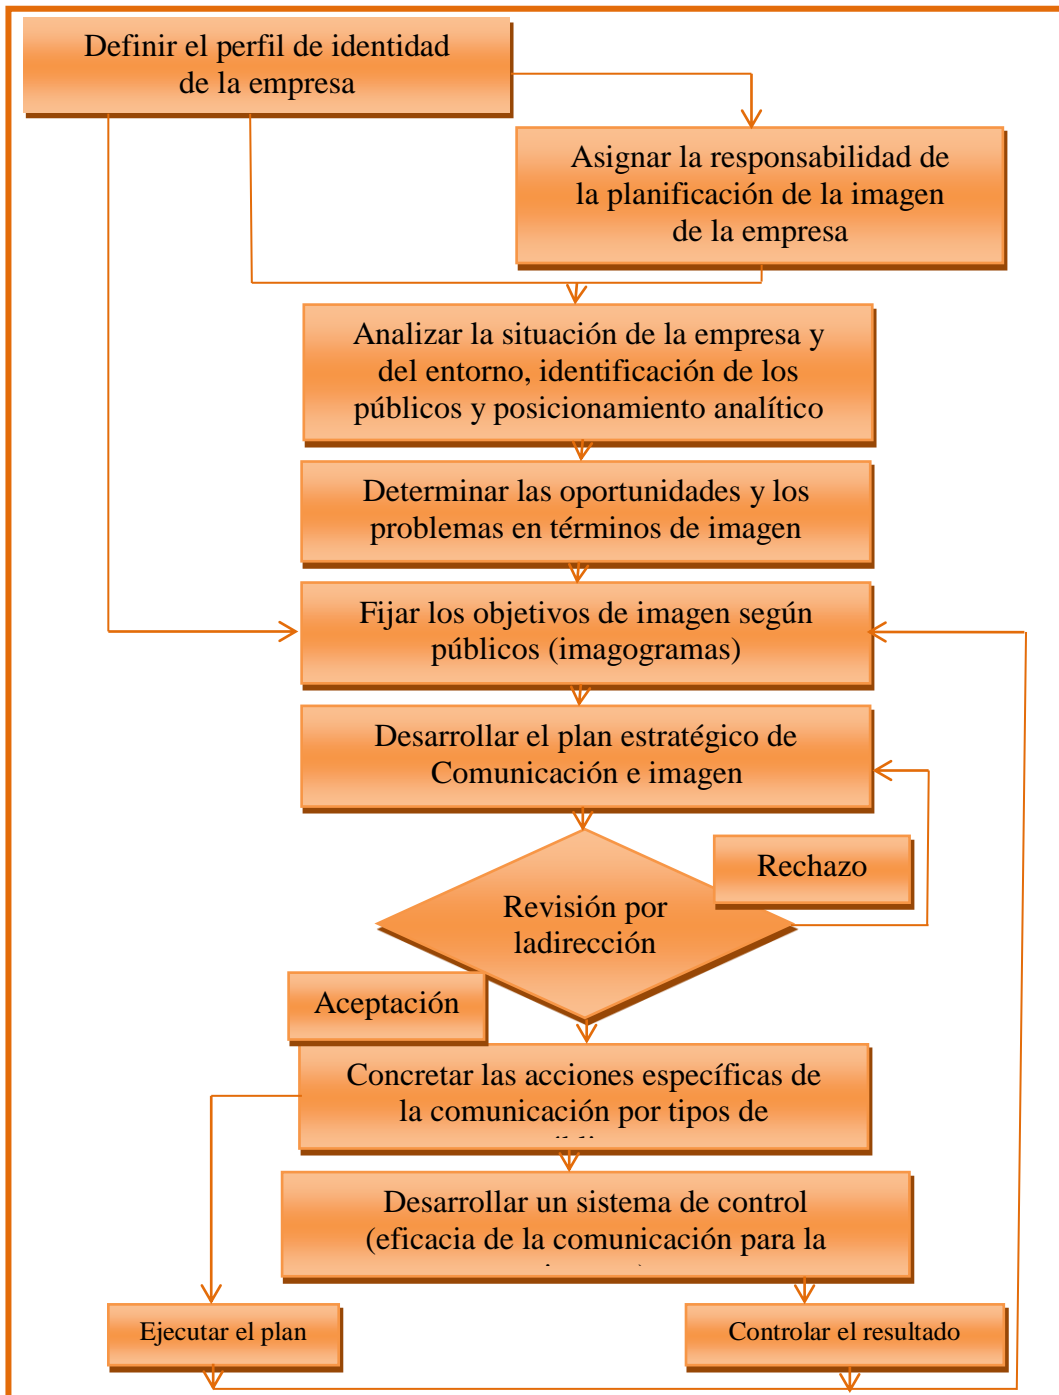 Definir el perfil de identidad
de la empresa
Asignar la responsabilidad de
la planificación de la imagen
de la empresa
Analizar la situación de la empresa y
del entorno, identificación de los
públicos y posicionamiento analítico
Determinar las oportunidades y los
problemas en términos de imagen
Fijar los objetivos de imagen según
públicos (imagogramas)
Desarrollar el plan estratégico de
Comunicación e imagen
Rechazo
Revisión por
ladirección
Aceptación
Concretar las acciones específicas de
la comunicación por tipos de
Desarrollar un sistema de control
(eficacia de la comunicación para la
Ejecutar el plan
Controlar el resultado